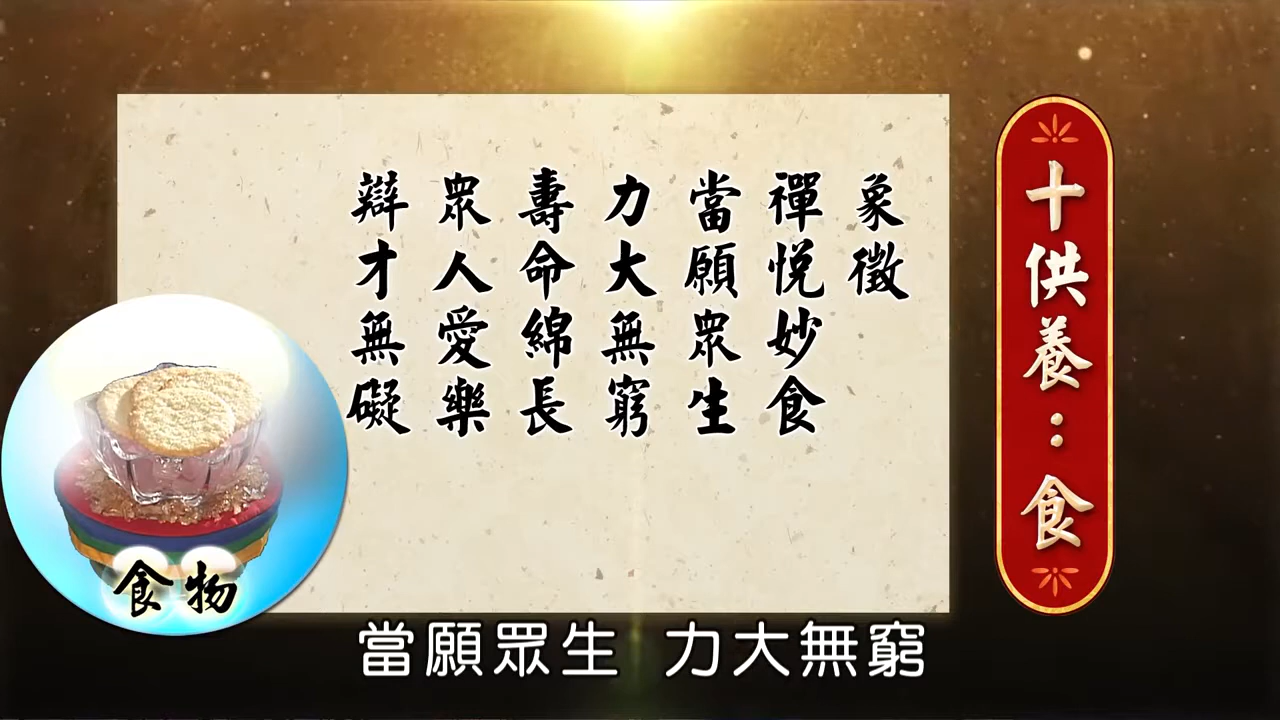 十供養：食
象徵
禪悅妙食
當願眾生
力大無窮
壽命綿長
眾人愛樂
辯才無礙
食物
當願眾生 力大無窮